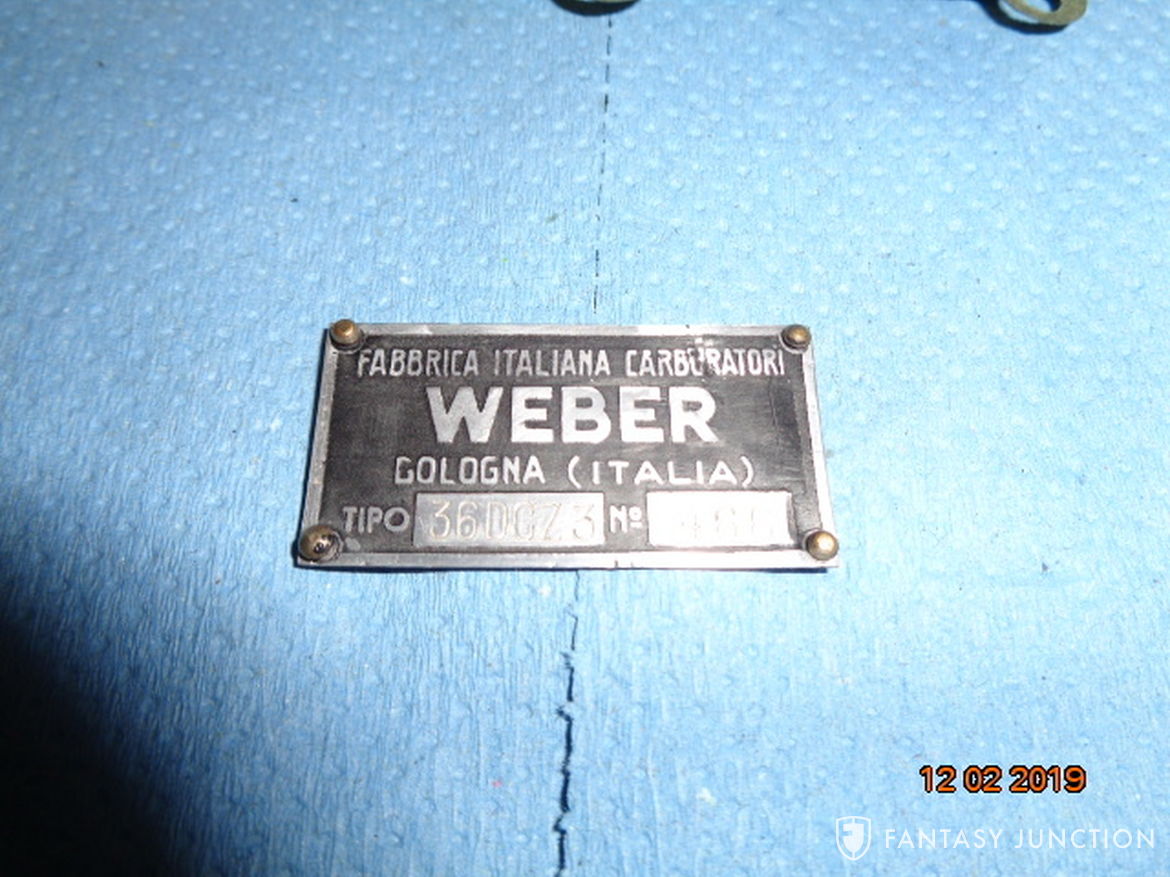 FABBRICA ITALIANA CARBURATORI
WEBER
BOLOGNA (ITALIA)
TIPO 36DCZ3 Nº
12 02 2019
FANTASY JUNCTION